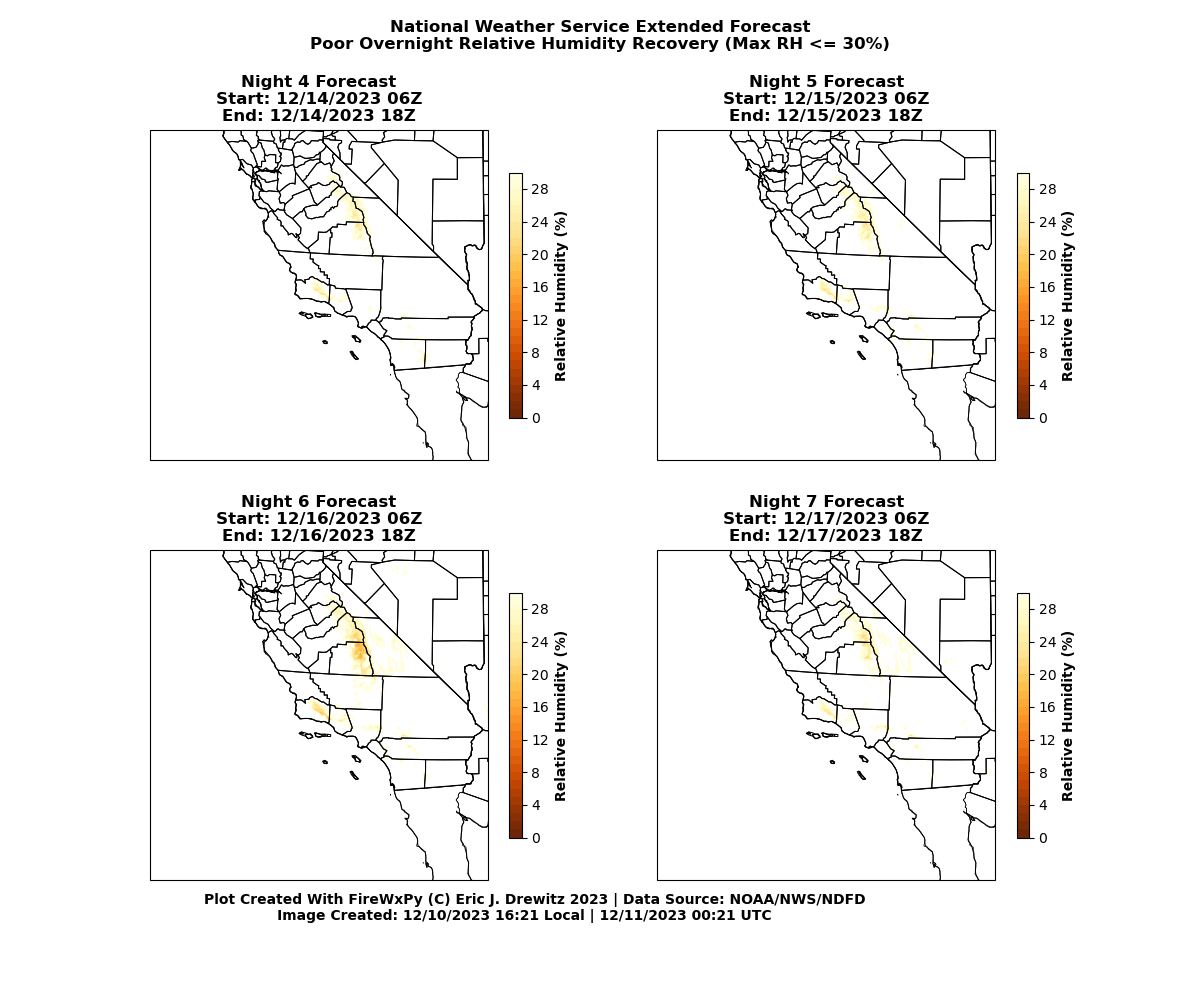 National Weather Service Extended Forecast
Poor Overnight Relative Humidity Recovery (Max RH <= 30%)
Night 4 Forecast
Start: 12/14/2023 06Z
End: 12/14/2023 18Z
28
24
20
16
12
8
4
0
Relative Humidity (%)
Night 5 Forecast
Start: 12/15/2023 06Z
End: 12/15/2023 18Z
28
24
20
16
12
8
4
0
Relative Humidity (%)
Night 6 Forecast
Start: 12/16/2023 06Z
End: 12/16/2023 18Z
28
24
20
16
12
8
4
0
Relative Humidity (%)
Night 7 Forecast
Start: 12/17/2023 06Z
End: 12/17/2023 18Z
28
24
20
16
12
8
4
0
Relative Humidity (%)
Plot Created With FireWxPy (C) Eric J. Drewitz 2023 | Data Source: NOAA/NWS/NDFD
Image Created: 12/10/2023 16:21 Local | 12/11/2023 00:21 UTC